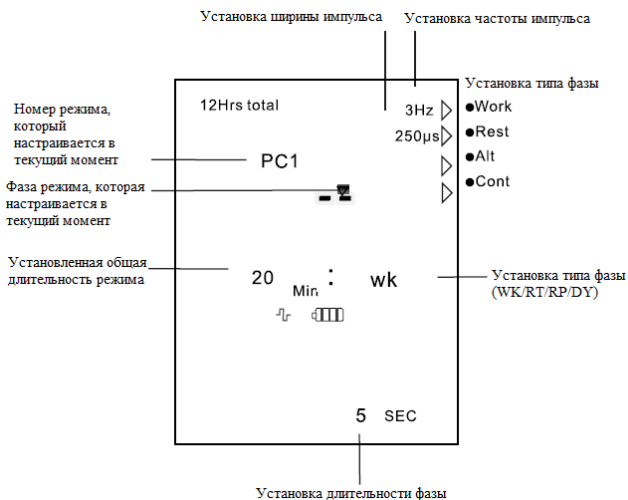 Установка ширины импульса
Установка частоты импульса
Установка типа фазы
12Hrs total
3Hz
●Work
250µs
●Rest
●Alt
●Cont
Номер режима,
который
настраивается в
текущий момент
PC1
Фаза режима, которая
настраивается в
текущий момент
Установленная общая
длительность режима
20 Min : wk
Установка типа фазы
(WK/RT/RP/DY)
5 SEC
Установка длительности фазы